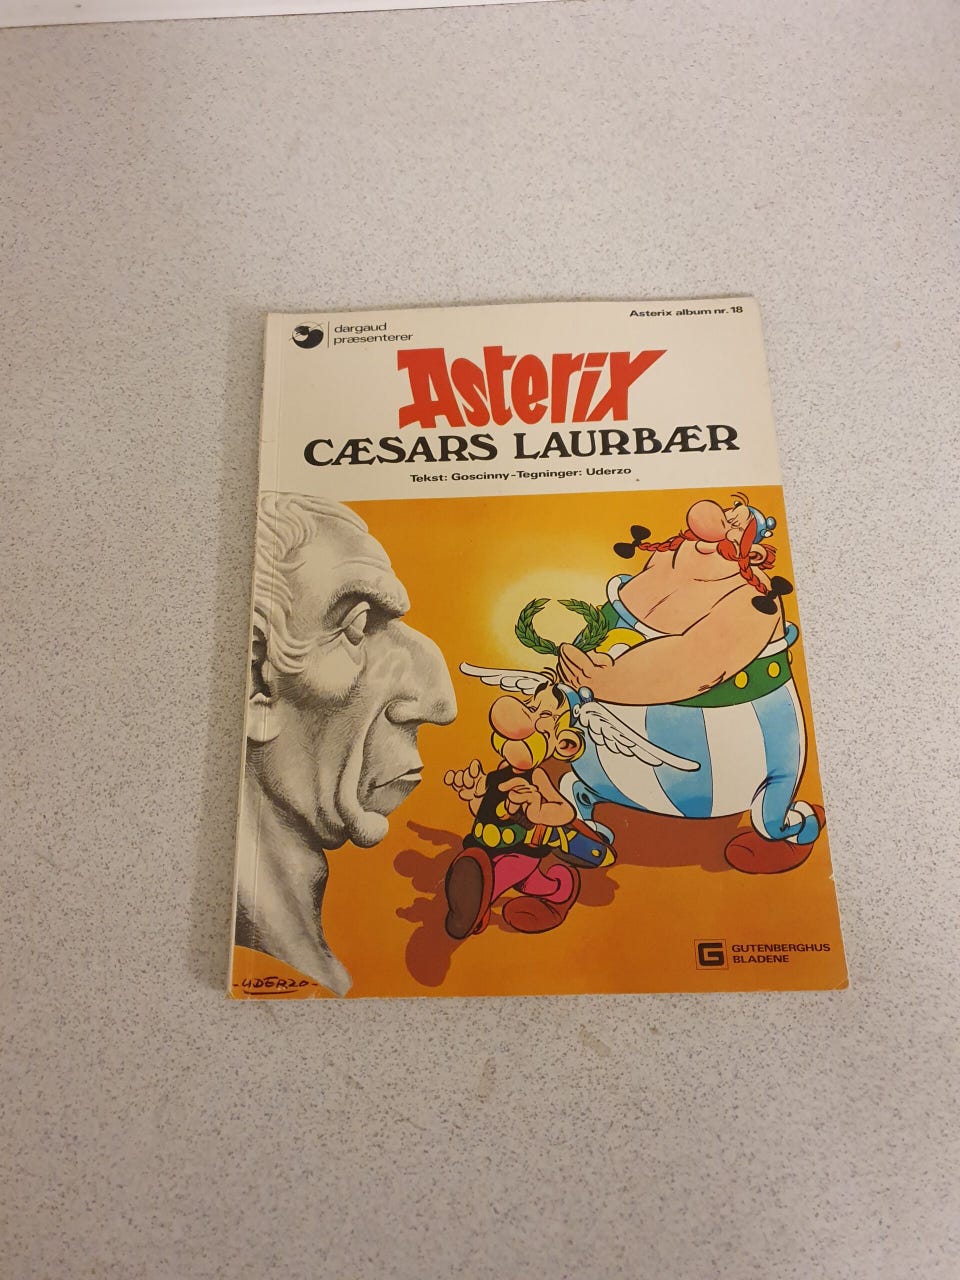 dargaud
præsenterer
Asterix album nr. 18
Asterix
CÆSARS LAURBÆR
Tekst: Goscinny-Tegninger: Uderzo
G GUTENBERGHUS
BLADENE
-UDERZO-